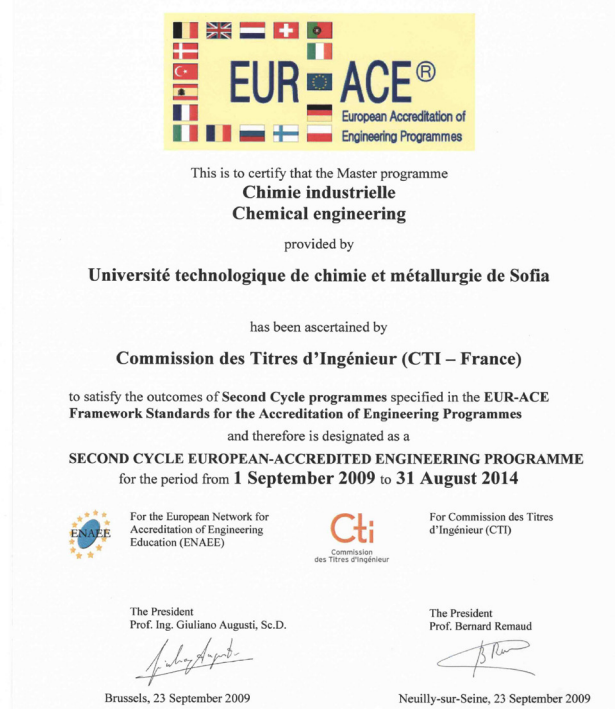 EUR ACE®
European Accreditation of
Engineering Programmes
This is to certify that the Master programme
Chimie industrielle
Chemical engineering
provided by
Université technologique de chimie et métallurgie de Sofia
has been ascertained by
Commission des Titres d'Ingénieur (CTI – France)
to satisfy the outcomes of Second Cycle programmes specified in the EUR-ACE
Framework Standards for the Accreditation of Engineering Programmes
and therefore is designated as a
SECOND CYCLE EUROPEAN-ACCREDITED ENGINEERING PROGRAMME
for the period from 1 September 2009 to 31 August 2014
ENAEE
For the European Network for
Accreditation of Engineering
Education (ENAEE)
Cti
Commission
des Titres d'Ingénieur
For Commission des Titres
d'Ingénieur (CTI)
The President
Prof. Ing. Giuliano Augusti, Sc.D.
The President
Prof. Bernard Remaud
Brussels, 23 September 2009
Neuilly-sur-Seine, 23 September 2009